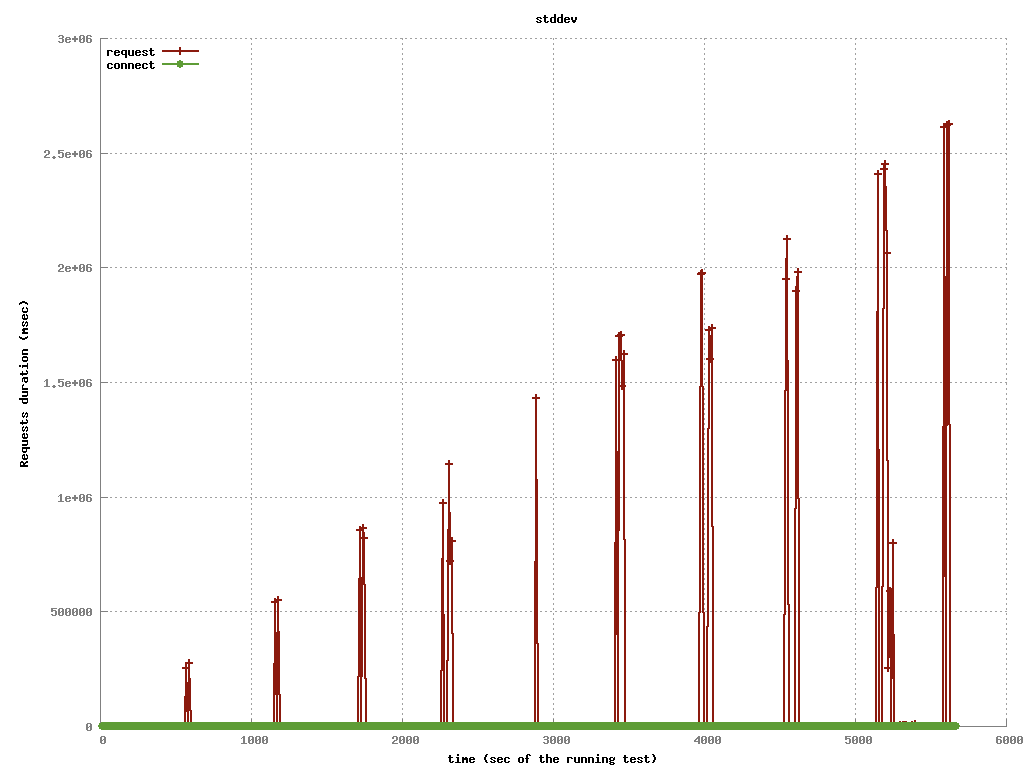 stddev
3e+06
request
connect
2.5e+06
2e+06
1.5e+06
1e+06
500000
0
0 1000 2000 3000 4000 5000 6000
Requests duration (msec)
time (sec of the running test)